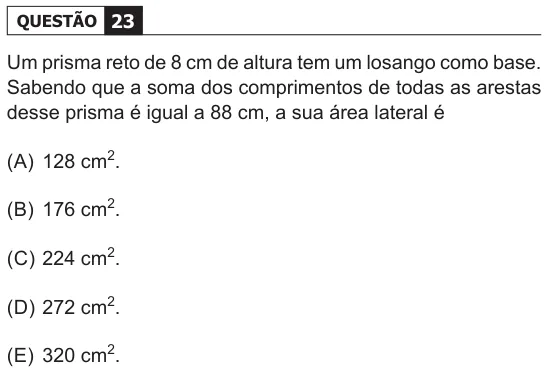 QUESTÃO 23
Um prisma reto de 8 cm de altura tem um losango como base.
Sabendo que a soma dos comprimentos de todas as arestas
desse prisma é igual a 88 cm, a sua área lateral é
(A) 128 cm².
(B) 176 cm².
(C) 224 cm².
(D) 272 cm².
(E) 320 cm².